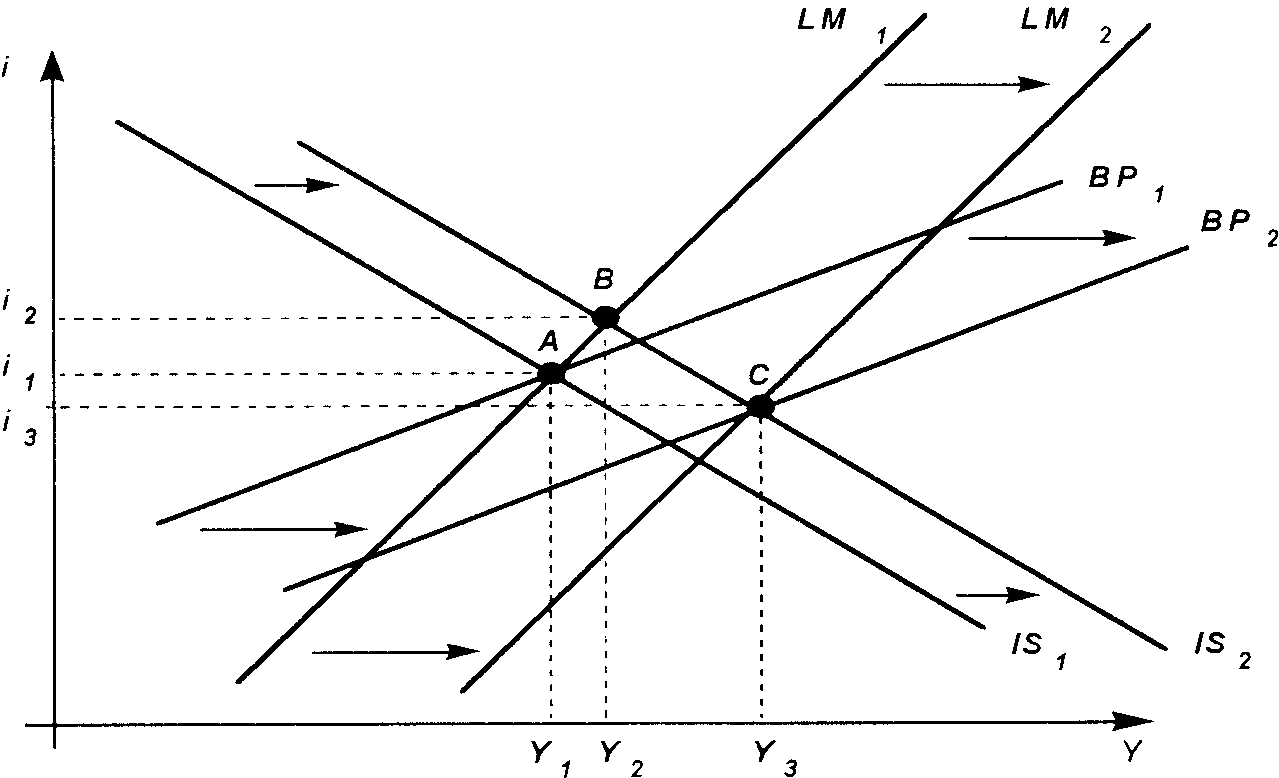 LM 1
LM 2
i
BP 1
BP 2
B
i 2
A
i 1
C
i 3
IS 1
IS 2
Y 1
Y 2
Y 3
Y